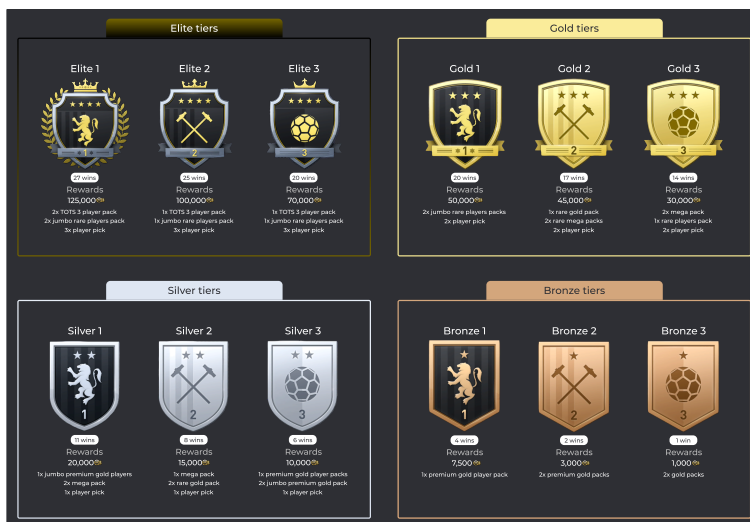 Elite tiers
Elite 1
Elite 2
Elite 3
1
2
3
27 wins
25 wins
20 wins
Rewards
Rewards
Rewards
125,000
100,000
70,000
2x TOTS 3 player pack
1x TOTS 3 player pack
1x TOTS 3 player pack
2x jumbo rare players pack
1x jumbo rare players pack
1x jumbo rare players pack
3x player pick
3x player pick
3x player pick
Gold tiers
Gold 1
Gold 2
Gold 3
1
2
3
20 wins
17 wins
14 wins
Rewards
Rewards
Rewards
50,000
45,000
30,000
2x jumbo rare players packs
1x rare gold pack
2x mega pack
2x player pick
2x rare mega packs
1x rare players pack
2x player pick
2x player pick
Silver tiers
Silver 1
Silver 2
Silver 3
1
2
3
11 wins
8 wins
6 wins
Rewards
Rewards
Rewards
20,000
15,000
10,000
1x jumbo premium gold players
1x mega pack
1x premium gold player packs
2x mega pack
2x rare gold pack
2x jumbo premium gold pack
1x player pick
1x player pick
1x player pick
Bronze tiers
Bronze 1
Bronze 2
Bronze 3
1
2
3
4 wins
2 wins
1 win
Rewards
Rewards
Rewards
7,500
3,000
1,000
1x premium gold player pack
2x premium gold packs
2x gold packs